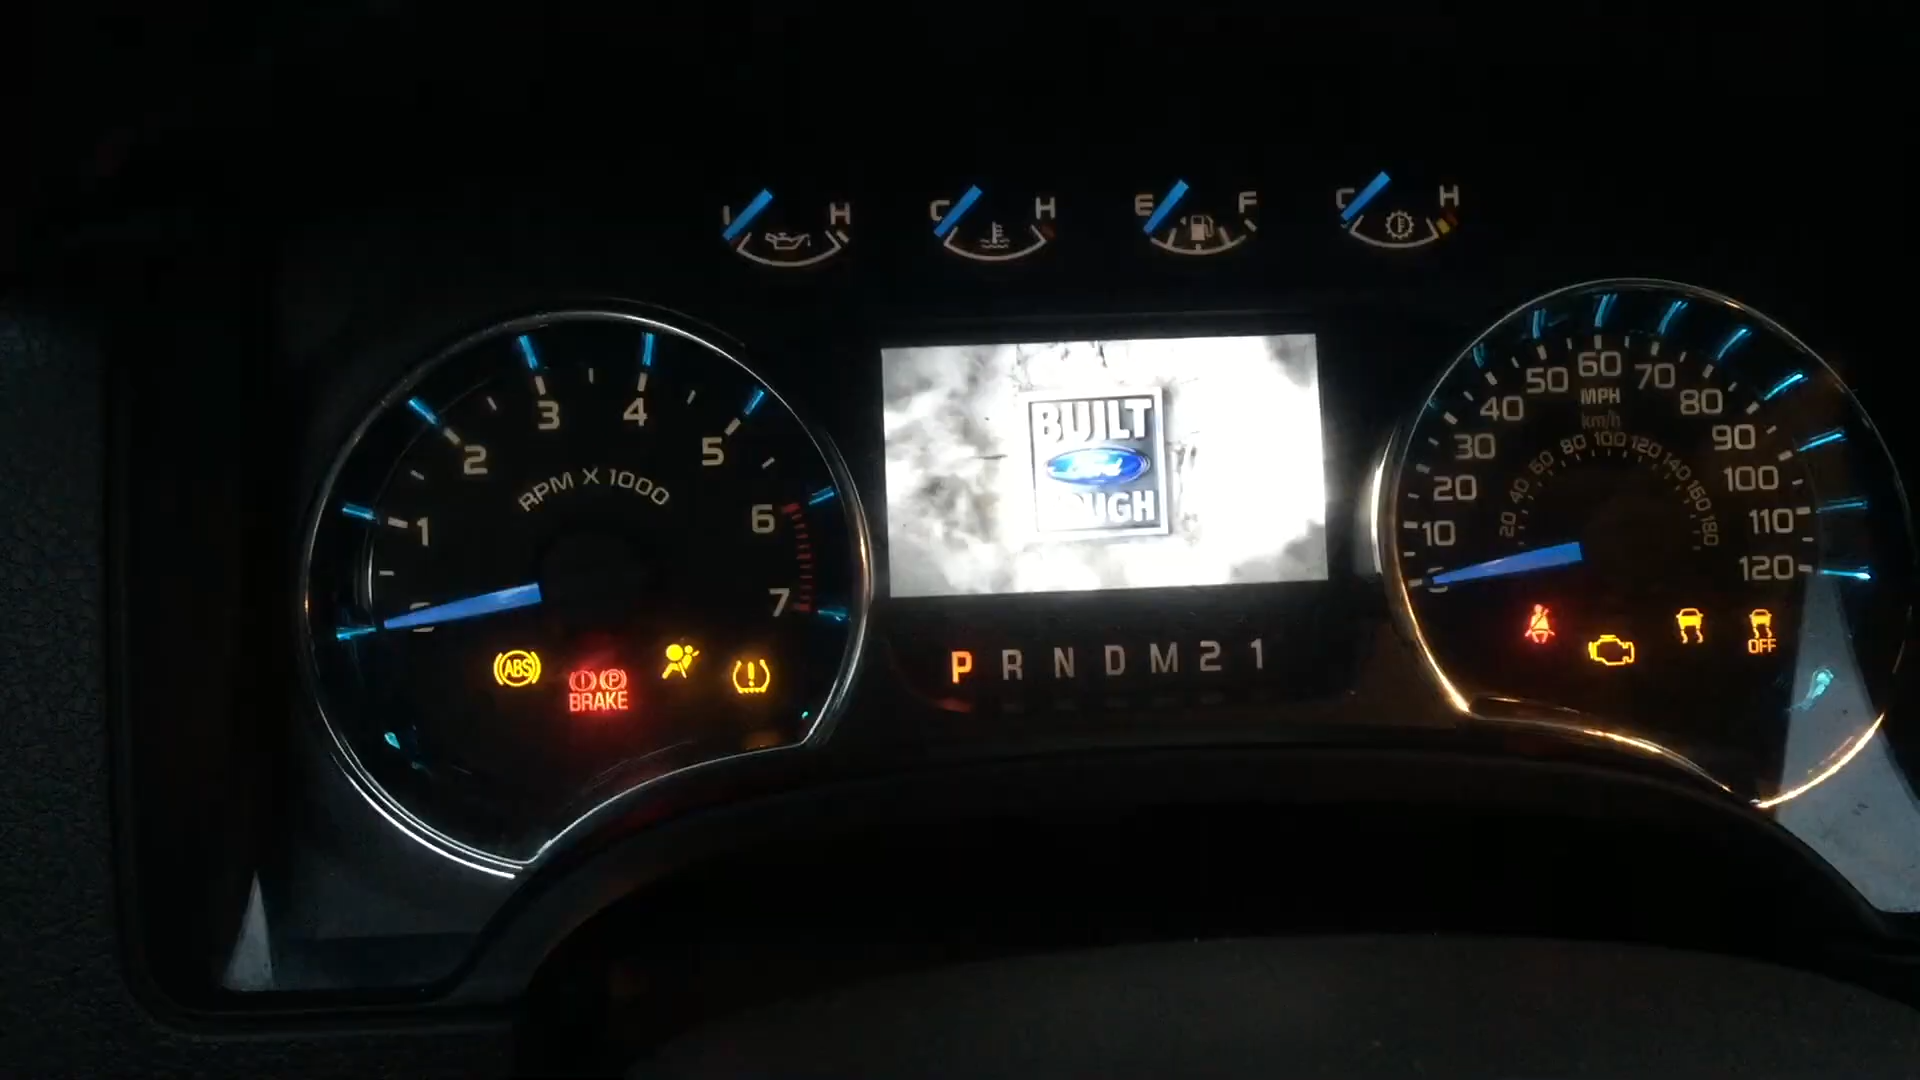 H
C H
E F
C H
1 2 3 4 5 6 7
RPM X 1000
ABS
P
BRAKE
BUILT
Ford
P R N D M 2 1
10 20 30 40 50 60 70 80 90 100 110 120
MPH
km/h
20 40 60 80 100 120 140 160 180
OFF